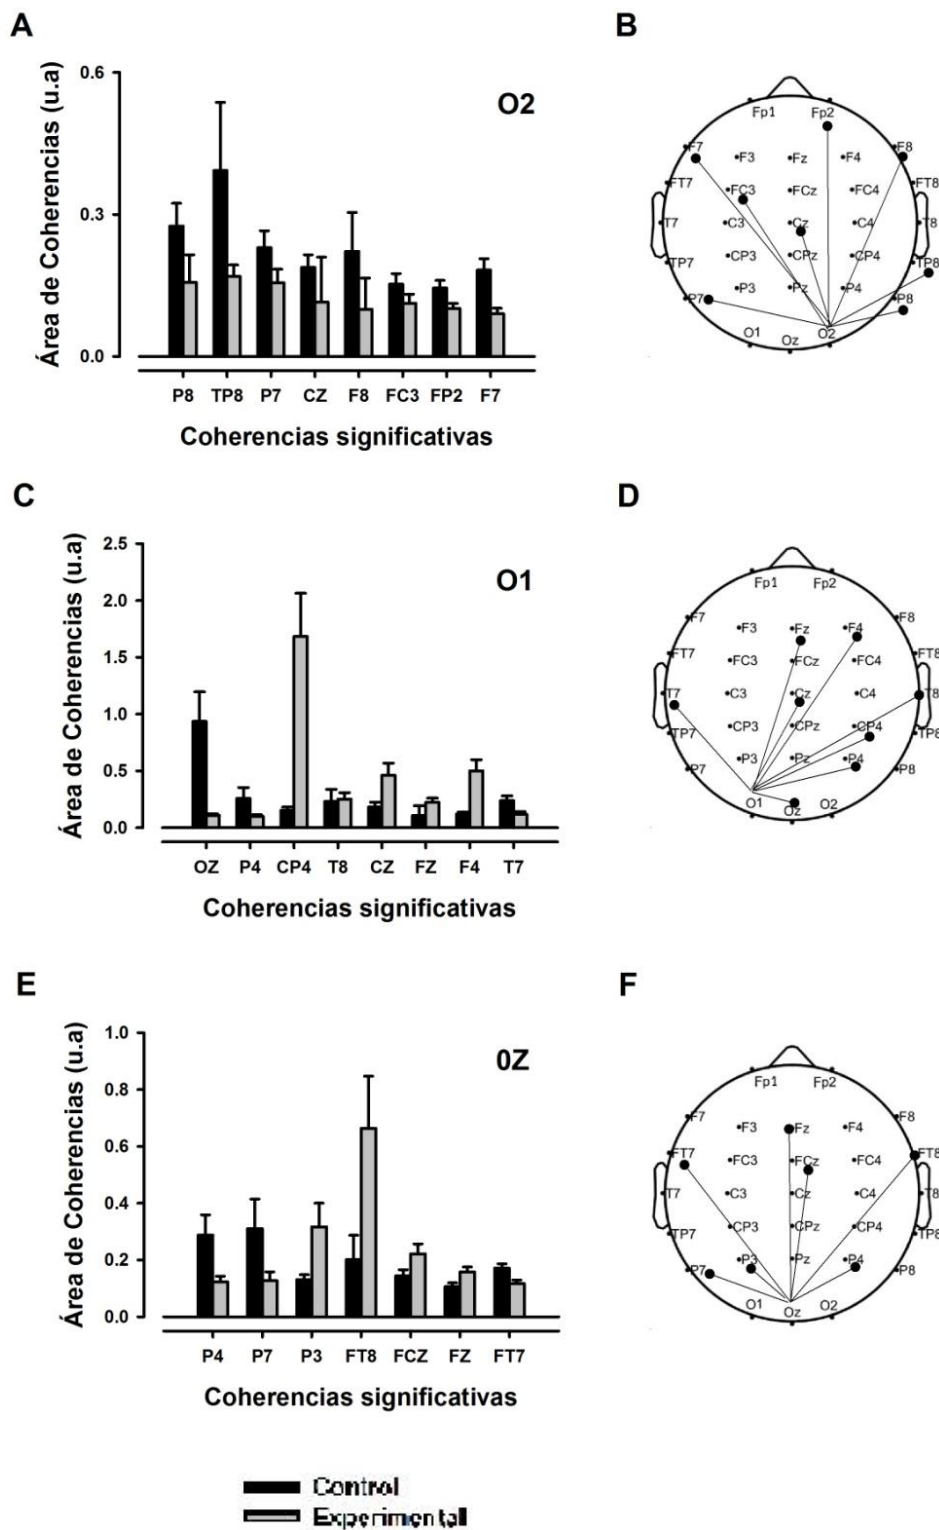 A
Área de Coherencias (u.a)
0.6
0.3
0.0
O2
P8 TP8 P7 CZ F8 FC3 FP2 F7
Coherencias significativas
B
Fp1 Fp2
F7 F3 Fz F4 F8
FT7 FC3 FCz FC4 FT8
T7 C3 Cz C4 T8
TP7 CP3 CPz CP4 TP8
P7 P3 Pz P4 P8
O1 Oz O2
C
Área de Coherencias (u.a)
2.5
2.0
1.5
1.0
0.5
0.0
O1
OZ P4 CP4 T8 CZ FZ F4 T7
Coherencias significativas
D
Fp1 Fp2
F7 F3 Fz F4 F8
FT7 FC3 FCz FC4 FT8
T7 C3 Cz C4 T8
TP7 CP3 CPz CP4 TP8
P7 P3 Pz P4 P8
O1 Oz O2
E
Área de Coherencias (u.a)
1.0
0.8
0.6
0.4
0.2
0.0
0Z
P4 P7 P3 FT8 FCZ FZ FT7
Coherencias significativas
F
Fp1 Fp2
F7 F3 Fz F4 F8
FT7 FC3 FCz FC4 FT8
T7 C3 Cz C4 T8
TP7 CP3 CPz CP4 TP8
P7 P3 Pz P4 P8
O1 Oz O2
Control
Experimental